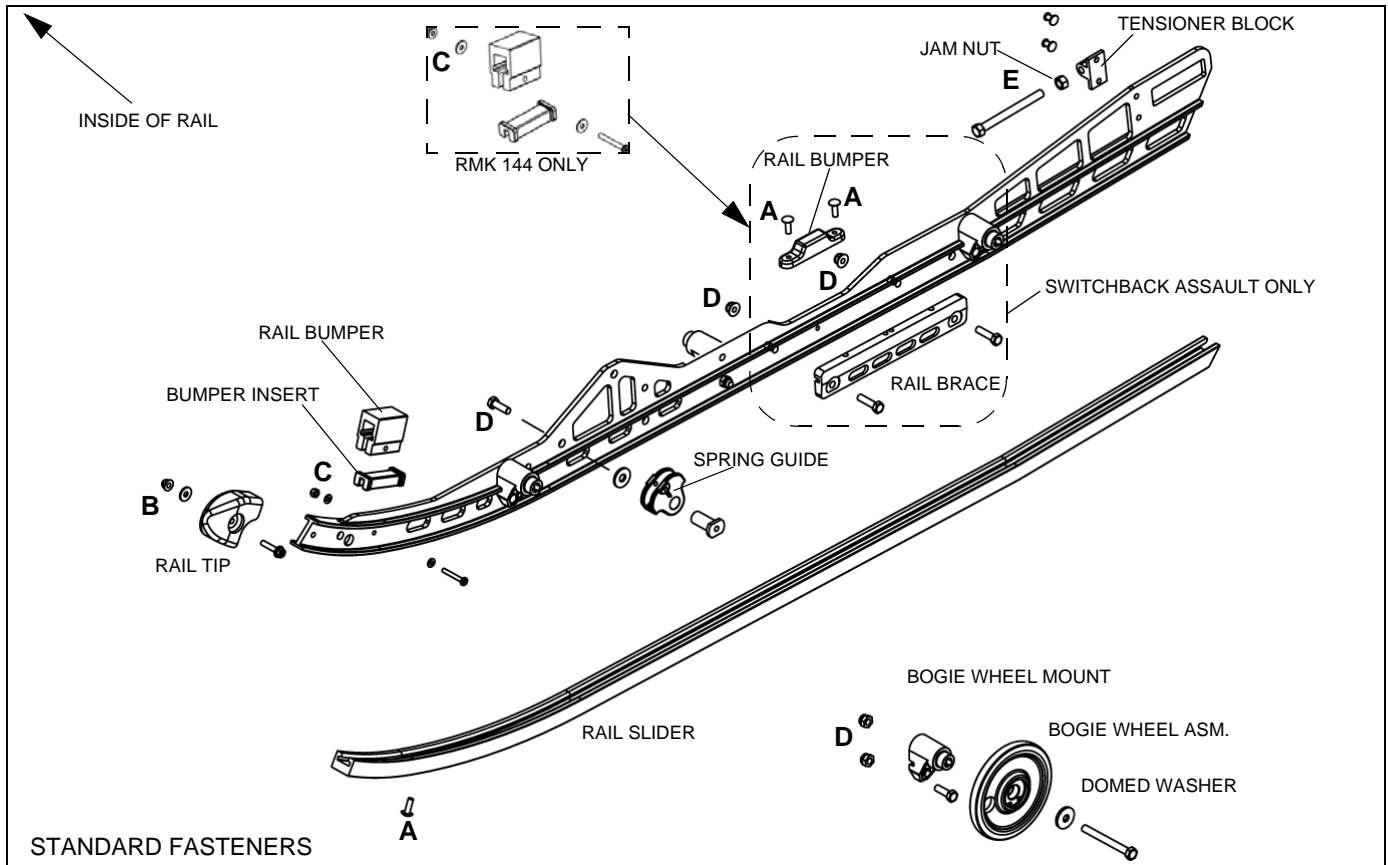 TENSIONER BLOCK
JAM NUT
C
E
INSIDE OF RAIL
RMK 144 ONLY
RAIL BUMPER
A
A
D
D
SWITCHBACK ASSAULT ONLY
RAIL BUMPER
RAIL BRACE
BUMPER INSERT
D
SPRING GUIDE
C
B
RAIL TIP
BOGIE WHEEL MOUNT
RAIL SLIDER
BOGIE WHEEL ASM.
D
DOMED WASHER
A
STANDARD FASTENERS